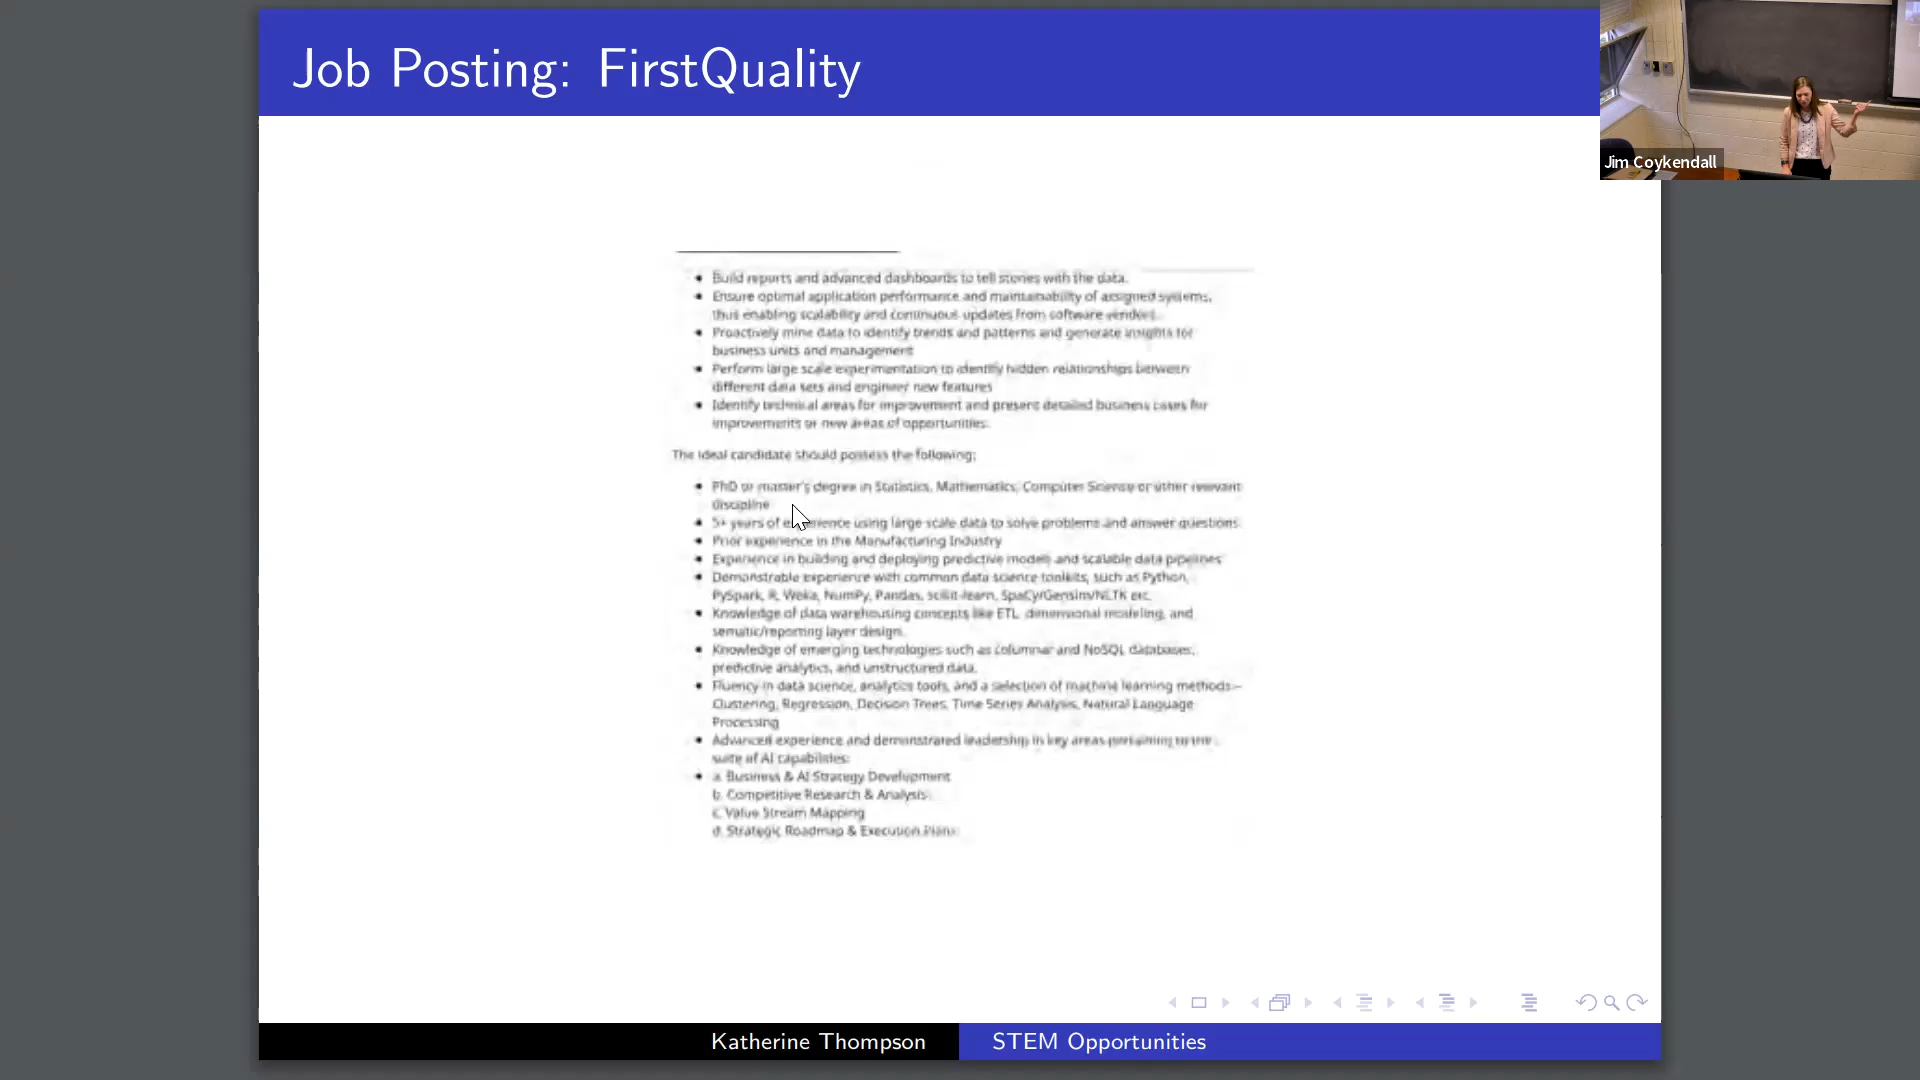 Job Posting: FirstQuality
Jim Coykendall
• Build reports and advanced dashboards to tell stories with the data.
• Ensure optimal application performance and maintainability of assigned systems,
thus enabling scalability and continuous updates from software vendors.
• Proactively mine data to identify trends and patterns and generate insights for
business units and management
• Perform large scale experimentation to identify hidden relationships between
different data sets and engineer new features
• Identify technical areas for improvement and present detailed business cases for
improvements or new areas of opportunities.
The ideal candidate should possess the following:
• PhD or master's degree in Statistics, Mathematics, Computer Science or other relevant
discipline
• 5+ years of experience using large scale data to solve problems and answer questions.
• Prior experience in the Manufacturing Industry
• Experience in building and deploying predictive models and scalable data pipelines
• Demonstrable experience with common data science toolkits, such as Python,
PySpark, R, Weka, NumPy, Pandas, scikit-learn, SpaCy/Gensim/NLTK etc.
• Knowledge of data warehousing concepts like ETL, dimensional modeling, and
sematic/reporting layer design.
• Knowledge of emerging technologies such as columnar and NoSQL databases,
predictive analytics, and unstructured data.
• Fluency in data science, analytics tools, and a selection of machine learning methods –
Clustering, Regression, Decision Trees, Time Series Analysis, Natural Language
Processing
• Advanced experience and demonstrated leadership in key areas pertaining to the
suite of AI capabilities:
• a. Business & AI Strategy Development
b. Competitive Research & Analysis
c. Value Stream Mapping
d. Strategic Roadmap & Execution Plans
Katherine Thompson
STEM Opportunities